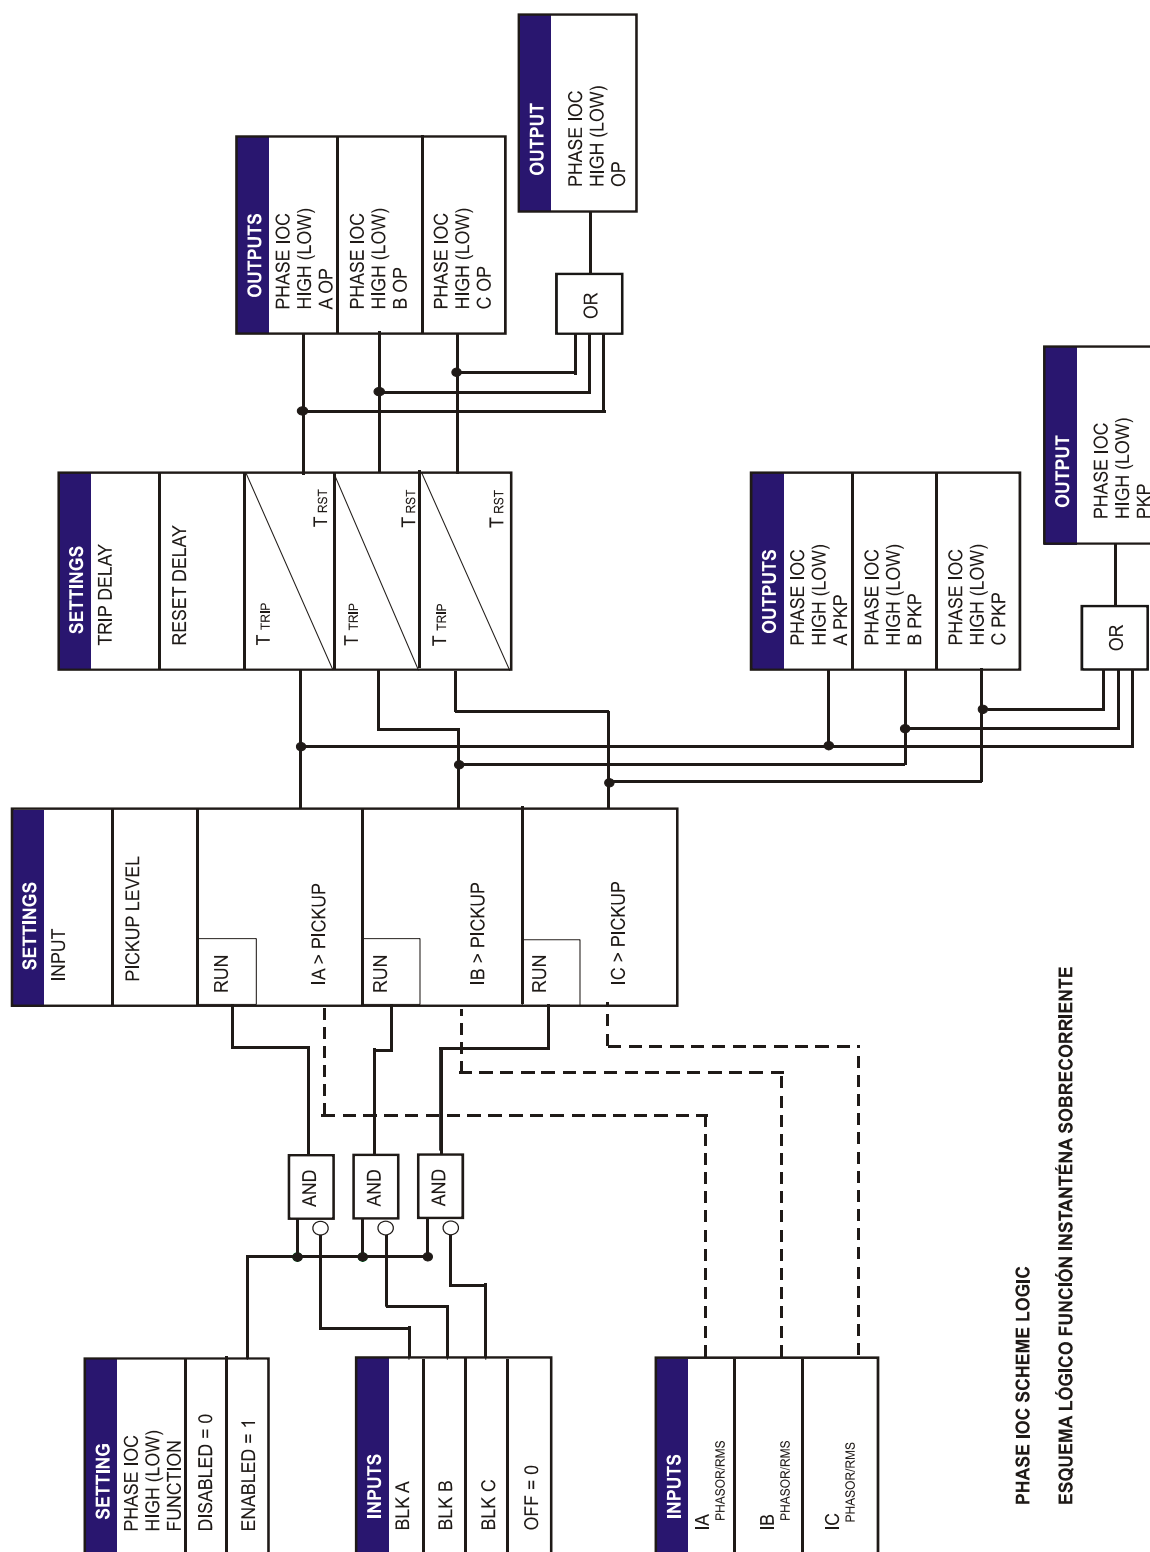 SETTING
PHASE IOC
HIGH (LOW)
FUNCTION
DISABLED = 0
ENABLED = 1
INPUTS
BLK A
BLK B
BLK C
OFF = 0
INPUTS
IA
PHASOR/RMS
IB
PHASOR/RMS
IC
PHASOR/RMS
AND
AND
AND
SETTINGS
INPUT
PICKUP LEVEL
RUN
IA > PICKUP
RUN
IB > PICKUP
RUN
IC > PICKUP
SETTINGS
TRIP DELAY
RESET DELAY
T TRIP
T RST
T TRIP
T RST
T TRIP
T RST
OUTPUTS
PHASE IOC
HIGH (LOW)
A OP
PHASE IOC
HIGH (LOW)
B OP
PHASE IOC
HIGH (LOW)
C OP
OR
OUTPUT
PHASE IOC
HIGH (LOW)
OP
OUTPUTS
PHASE IOC
HIGH (LOW)
A PKP
PHASE IOC
HIGH (LOW)
B PKP
PHASE IOC
HIGH (LOW)
C PKP
OR
OUTPUT
PHASE IOC
HIGH (LOW)
PKP
PHASE IOC SCHEME LOGIC
ESQUEMA LÓGICO FUNCIÓN INSTANTÉNA SOBRECORRIENTE